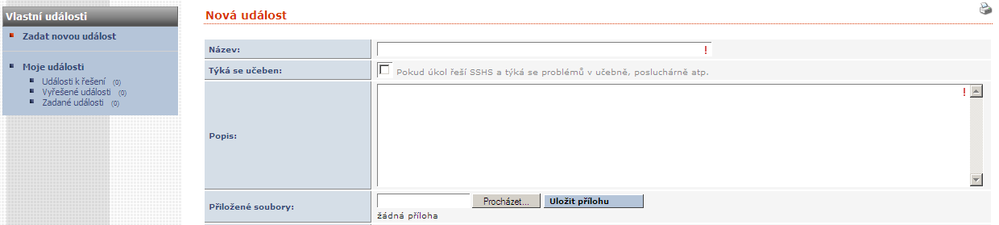 Vlastní události
Zadat novou událost
Moje události
Události k řešení (0)
Vyřešené události (0)
Zadané události (0)
Nová událost
Název:
!
Týká se učeben:
Pokud úkol řeší SSHS a týká se problémů v učebně, posluchárně atp.
Popis:
!
Přiložené soubory:
Procházet...
Uložit přílohu
žádná příloha